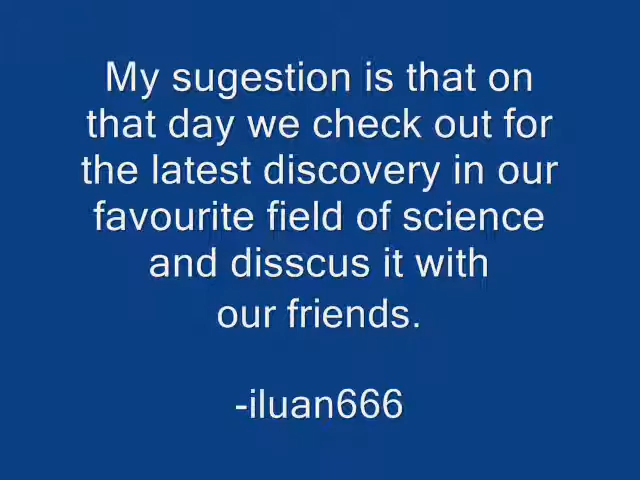 My sugestion is that on
that day we check out for
the latest discovery in our
favourite field of science
and disscus it with
our friends.
-iluan666